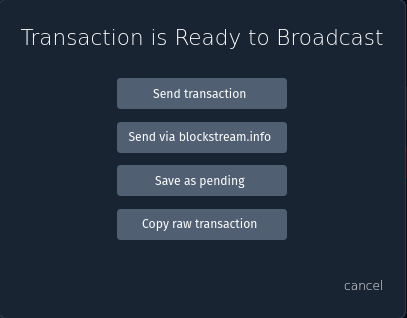 Transaction is Ready to Broadcast
Send transaction
Send via blockstream.info
Save as pending
Copy raw transaction
cancel